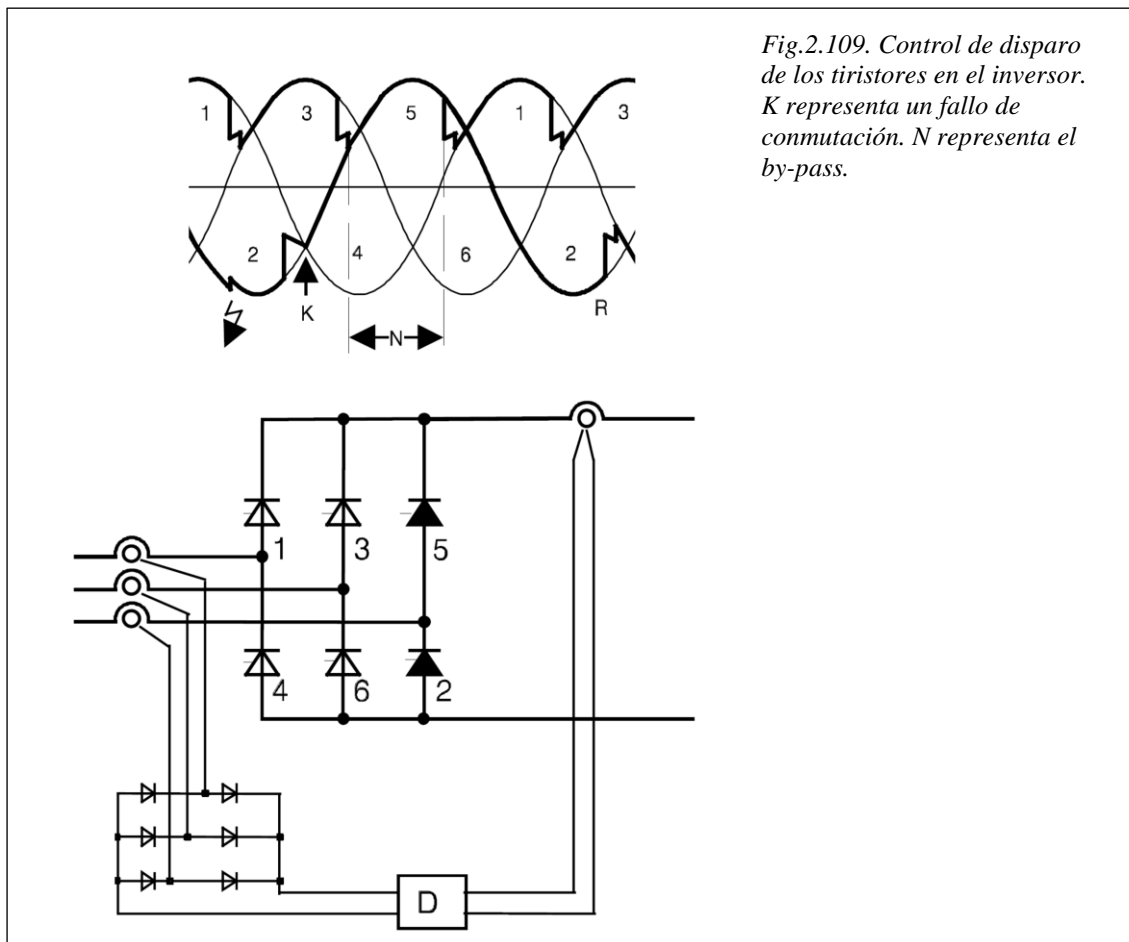 Fig.2.109. Control de disparo
de los tiristores en el inversor.
K representa un fallo de
conmutación. N representa el
by-pass.
1 3 5 1 3
2 4 6 2
K N R
1 3 5
4 6 2
D